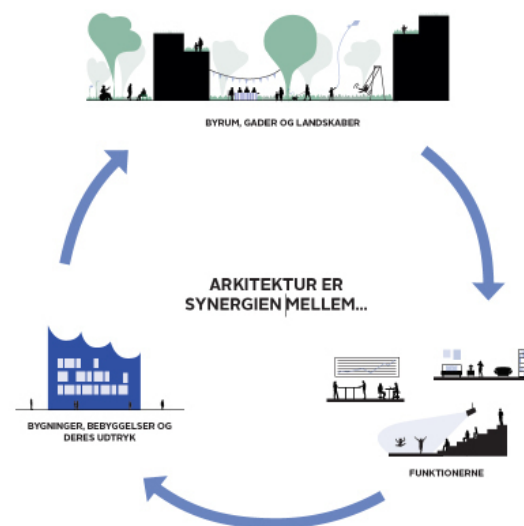 BYRUM, GADER OG LANDSKABER
ARKITEKTUR ER
SYNERGIEN MELLEM...
BYGNINGER, BEBYGGELSER OG
DERES UDTRYK
FUNKTIONERNE